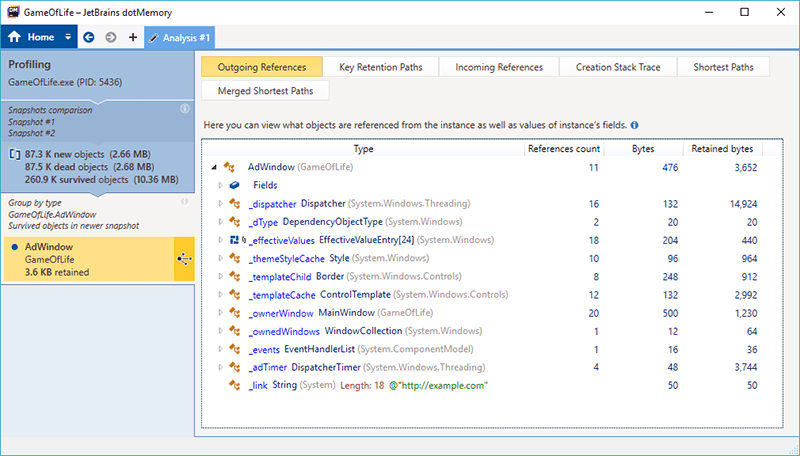 GameOfLife – JetBrains dotMemory
Home
Analysis #1
Profiling
GameOfLife.exe (PID: 5436)
Snapshots comparison
Snapshot #1
Snapshot #2
87.3 K new objects (2.66 MB)
87.5 K dead objects (2.68 MB)
260.9 K survived objects (10.36 MB)
Group by type
GameOfLife.AdWindow
Survived objects in newer snapshot
AdWindow
GameOfLife
3.6 KB retained
Outgoing References Key Retention Paths Incoming References Creation Stack Trace Shortest Paths
Merged Shortest Paths
Here you can view what objects are referenced from the instance as well as values of instance's fields.
Type References count Bytes Retained bytes
AdWindow (GameOfLife) 11 476 3,652
Fields
_dispatcher Dispatcher (System.Windows.Threading) 16 132 14,924
_dType DependencyObjectType (System.Windows) 2 20 20
_effectiveValues EffectiveValueEntry[24] (System.Windows) 18 204 440
_themeStyleCache Style (System.Windows) 10 96 964
_templateChild Border (System.Windows.Controls) 8 248 912
_templateCache ControlTemplate (System.Windows.Controls) 12 132 2,992
_ownerWindow MainWindow (GameOfLife) 20 500 1,230
_ownedWindows WindowCollection (System.Windows) 1 12 64
_events EventHandlerList (System.ComponentModel) 1 16 36
_adTimer DispatcherTimer (System.Windows.Threading) 4 48 3,744
_link String (System) Length: 18 @"http://example.com" 50 50